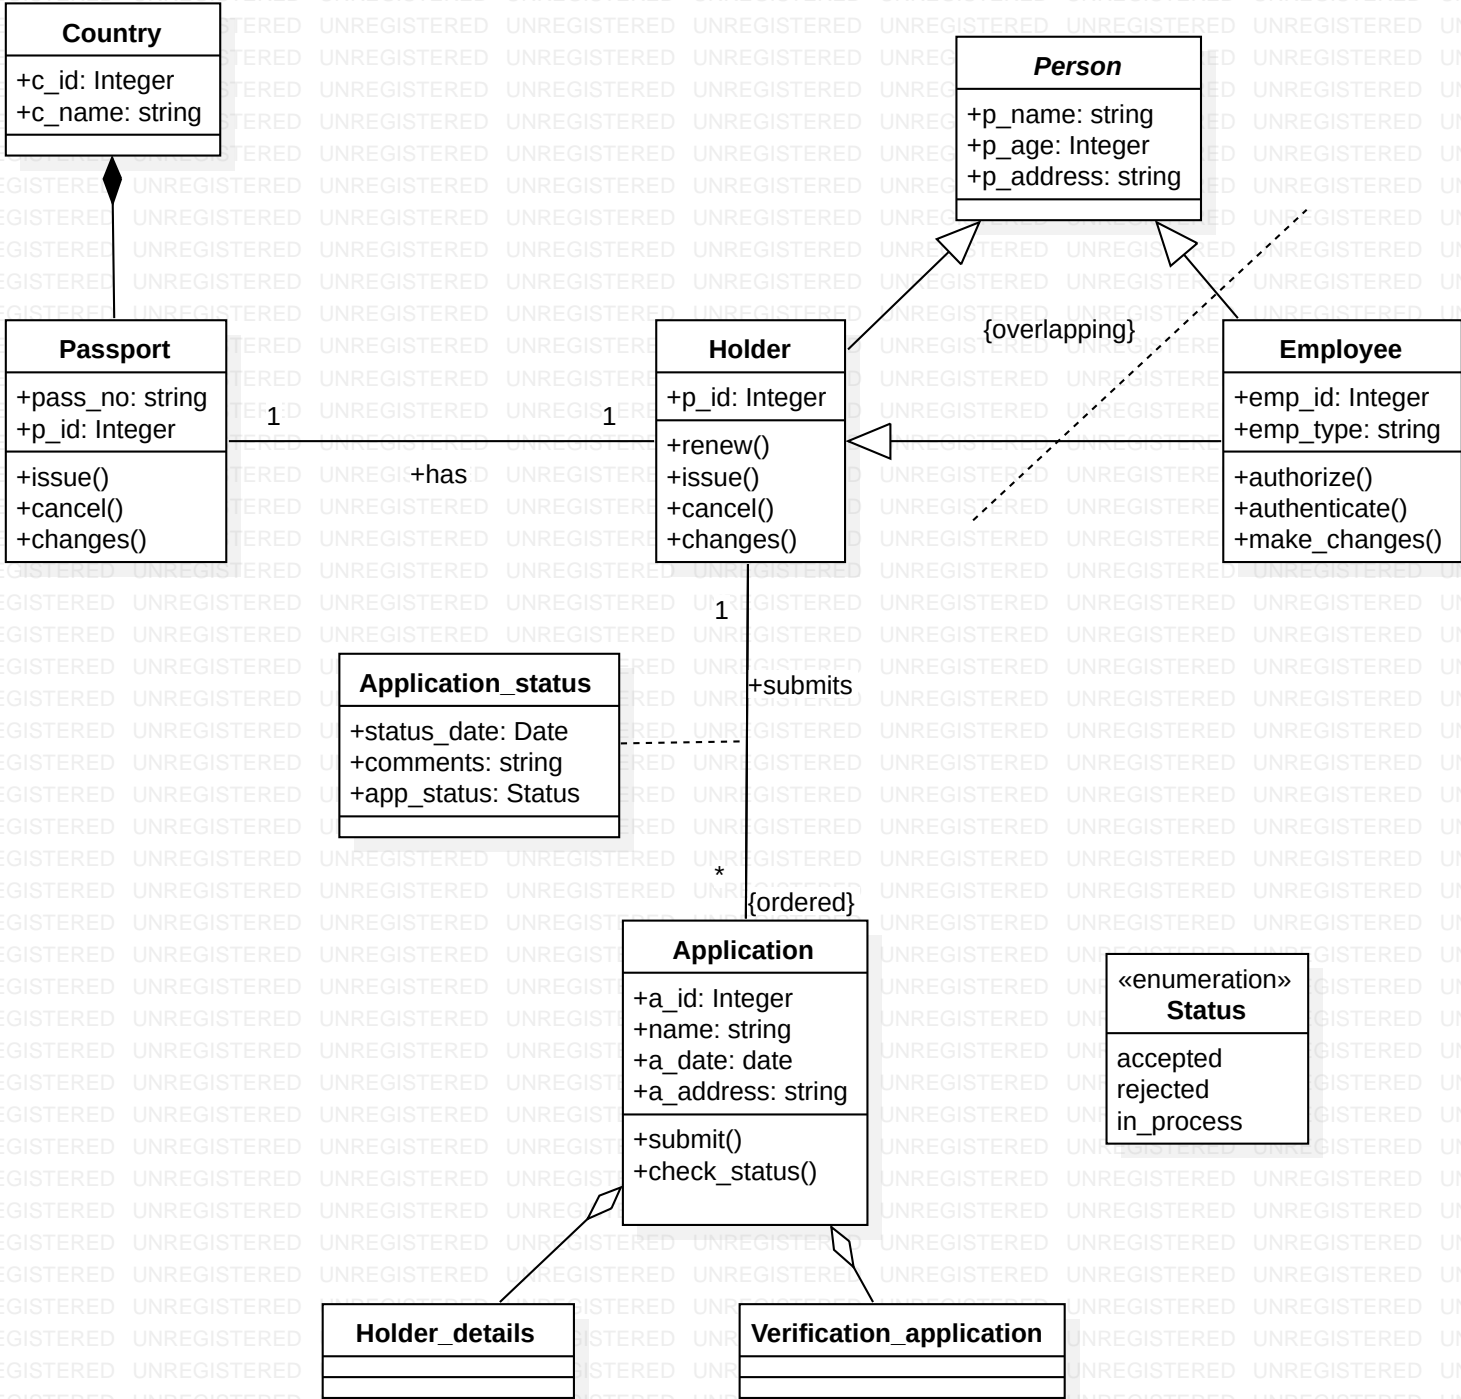 Country
+c_id: Integer
+c_name: string
Person
+p_name: string
+p_age: Integer
+p_address: string
Passport
+pass_no: string
+p_id: Integer
+issue()
+cancel()
+changes()
1
1
+has
Holder
+p_id: Integer
+renew()
+issue()
+cancel()
+changes()
{overlapping}
Employee
+emp_id: Integer
+emp_type: string
+authorize()
+authenticate()
+make_changes()
1
+submits
Application_status
+status_date: Date
+comments: string
+app_status: Status
*
{ordered}
Application
+a_id: Integer
+name: string
+a_date: date
+a_address: string
+submit()
+check_status()
«enumeration»
Status
accepted
rejected
in_process
Holder_details
Verification_application
UNREGISTERED